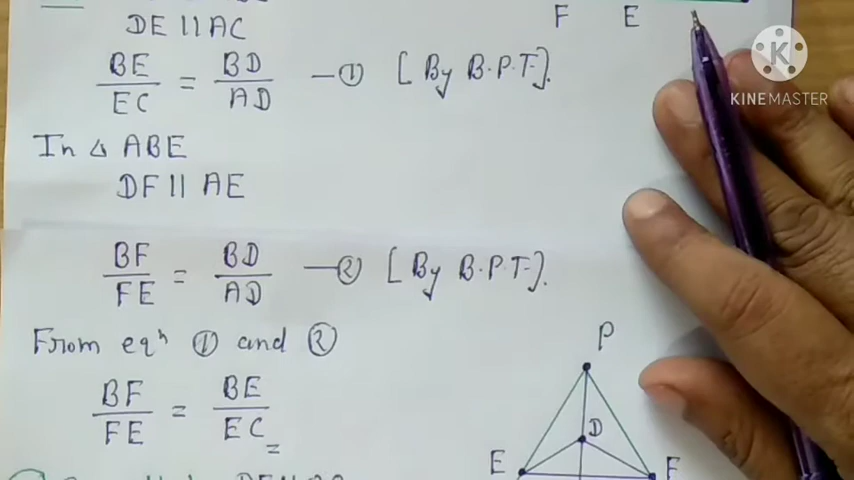 DE || AC
F E
BE/EC = BD/AD —① [By B.P.T].
KINEMASTER
In △ ABE
DF || AE
BF/FE = BD/AD —② [By B.P.T].
From eqⁿ ① and ②
P
BF/FE = BE/EC
D
E F